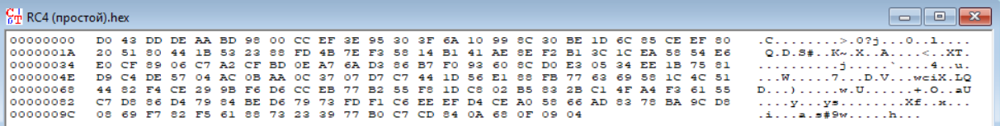 RC4 (простой).hex
00000000 D0 43 DD DE AA BD 98 00 CC EF 3E 95 30 3F 6A 10 99 8C 30 BE 1D 6C 85 CE EF 80 .C........>.0?j...0..l....
0000001A 20 51 80 44 1B 53 23 88 FD 4B 7E F3 58 14 B1 41 AE 8E F2 B1 3C 1C EA 58 54 E6 Q.D.S#..K~.X..A....<..XT.
00000034 E0 CF 89 06 C7 A2 CF BD 0E A7 6A D3 86 B7 F0 93 60 8C D0 E3 05 34 EE 1B 75 81 ..........j.....`....4..u.
0000004E D9 C4 DE 57 04 AC 0B AA 0C 37 07 D7 C7 44 1D 56 E1 88 FB 77 63 69 58 1C 4C 51 ...W.....7...D.V...wciX.LQ
00000068 44 82 F4 CE 29 9B F6 D6 CC EB 77 B2 55 F8 1D C8 02 B5 83 2B C1 4F A4 F3 61 55 D...).....w.U......+.O..aU
00000082 C7 D8 86 D4 79 84 BE D6 79 73 FD F1 C6 EE EF D4 CE A0 58 66 AD 83 78 BA 9C D8 ....y...ys........Xf..x...
0000009C 08 69 F7 82 F5 61 88 73 23 39 77 B0 C7 CD 84 0A 68 0F 09 04 .i...a.s#9w.....h...